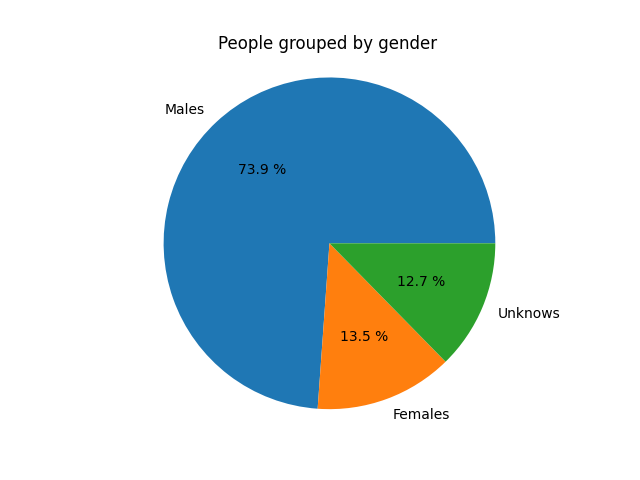 People grouped by gender
Males
73.9 %
12.7 %
Unknows
13.5 %
Females